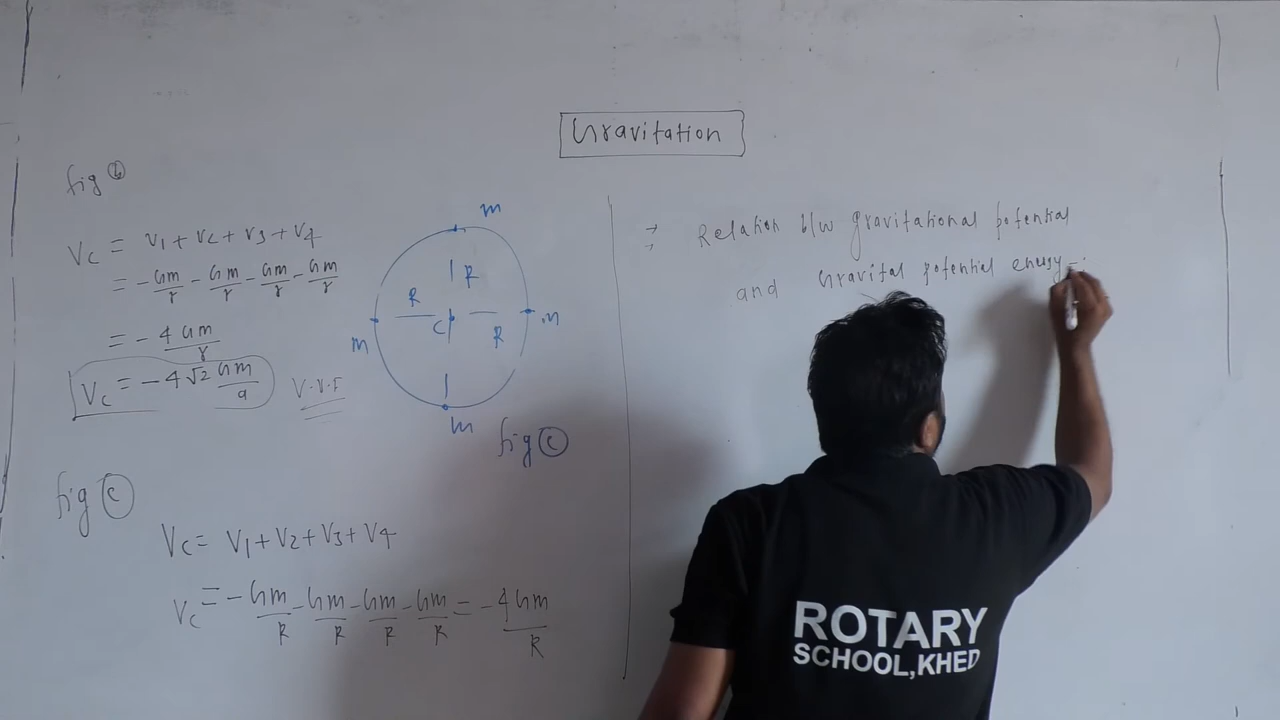 Gravitation
fig (b)
Vc = V1 + V2 + V3 + V4
= - Gm/r - Gm/r - Gm/r - Gm/r
= - 4Gm/r
Vc = - 4√2 Gm/a
m
R
R
m
C
R
m
m
fig (c)
fig (c)
Vc = V1 + V2 + V3 + V4
Vc = - Gm/R - Gm/R - Gm/R - Gm/R = - 4Gm/R
⇒ Relation b/w gravitational potential
and Gravital potential energy -:
ROTARY
SCHOOL,KHED